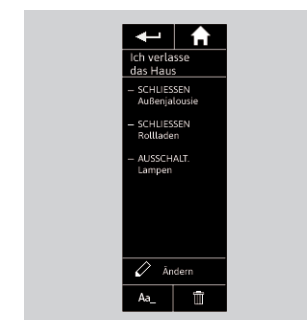 Ich verlasse
das Haus
– SCHLIESSEN
Außenjalousie
– SCHLIESSEN
Rollladen
– AUSSCHALT.
Lampen
Ändern
Aa_